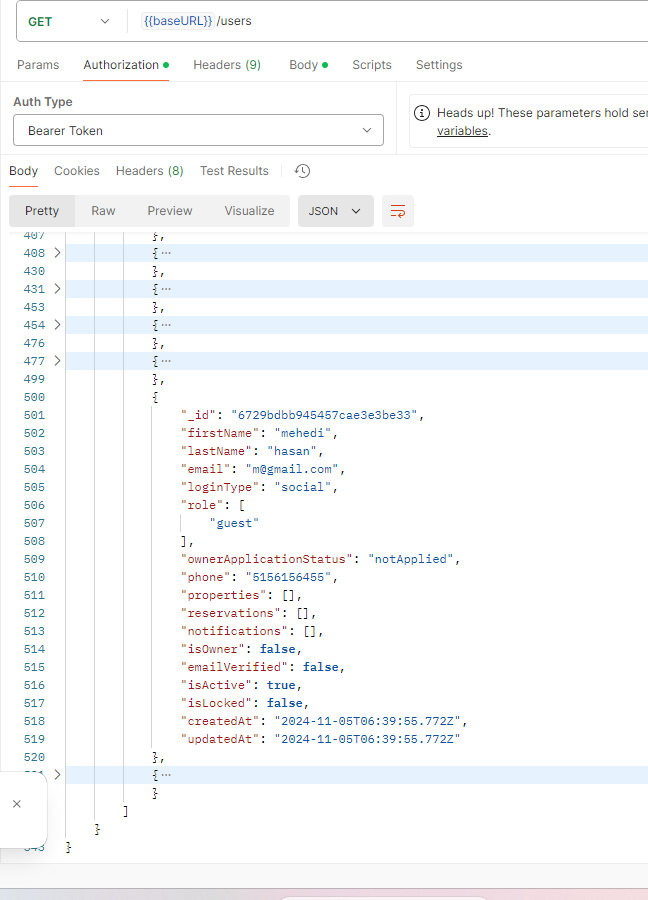 GET {{baseURL}} /users
Params Authorization Headers (9) Body Scripts Settings
Auth Type
Bearer Token
Heads up! These parameters hold
variables.
Body Cookies Headers (8) Test Results
Pretty Raw Preview Visualize JSON
407 },
408 { ...
430 },
431 { ...
453 },
454 { ...
476 },
477 { ...
499 },
500 {
501 "_id": "6729bdbb945457cae3e3be33",
502 "firstName": "mehedi",
503 "lastName": "hasan",
504 "email": "m@gmail.com",
505 "loginType": "social",
506 "role": [
507 "guest"
508 ],
509 "ownerApplicationStatus": "notApplied",
510 "phone": "5156156455",
511 "properties": [],
512 "reservations": [],
513 "notifications": [],
514 "isOwner": false,
515 "emailVerified": false,
516 "isActive": true,
517 "isLocked": false,
518 "createdAt": "2024-11-05T06:39:55.772Z",
519 "updatedAt": "2024-11-05T06:39:55.772Z"
520 },
{ ...
}
]
}
}